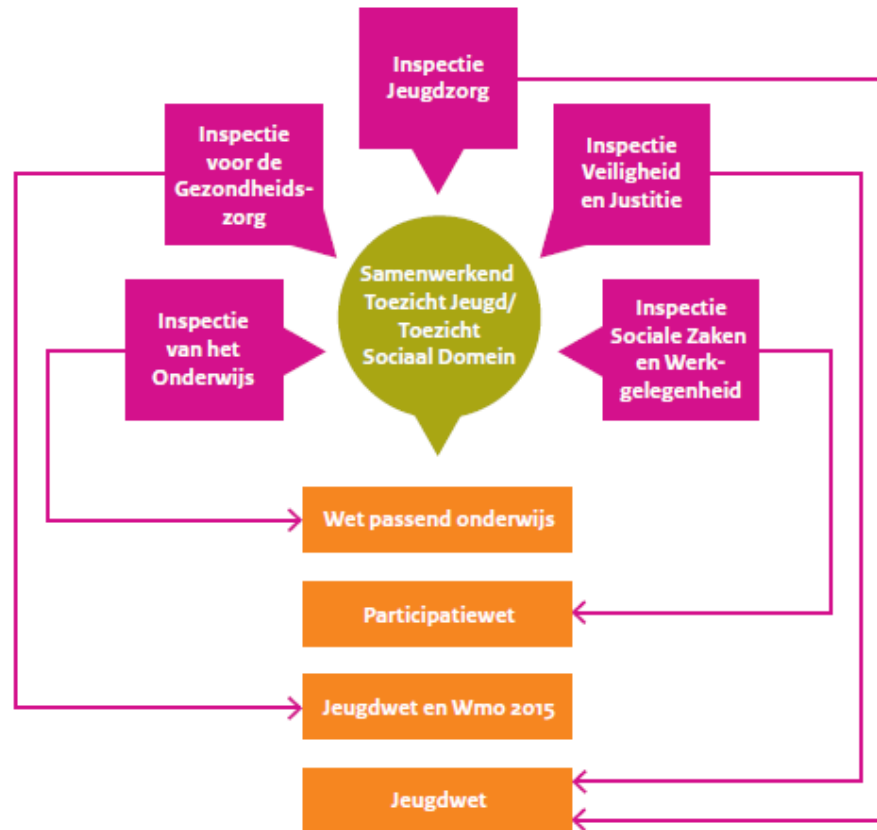 Inspectie
Jeugdzorg
Inspectie
voor de
Gezondheids-
zorg
Inspectie
Veiligheid
en Justitie
Samenwerkend
Toezicht Jeugd/
Toezicht
Sociaal Domein
Inspectie
van het
Onderwijs
Inspectie
Sociale Zaken
en Werk-
gelegenheid
Wet passend onderwijs
Participatiewet
Jeugdwet en Wmo 2015
Jeugdwet